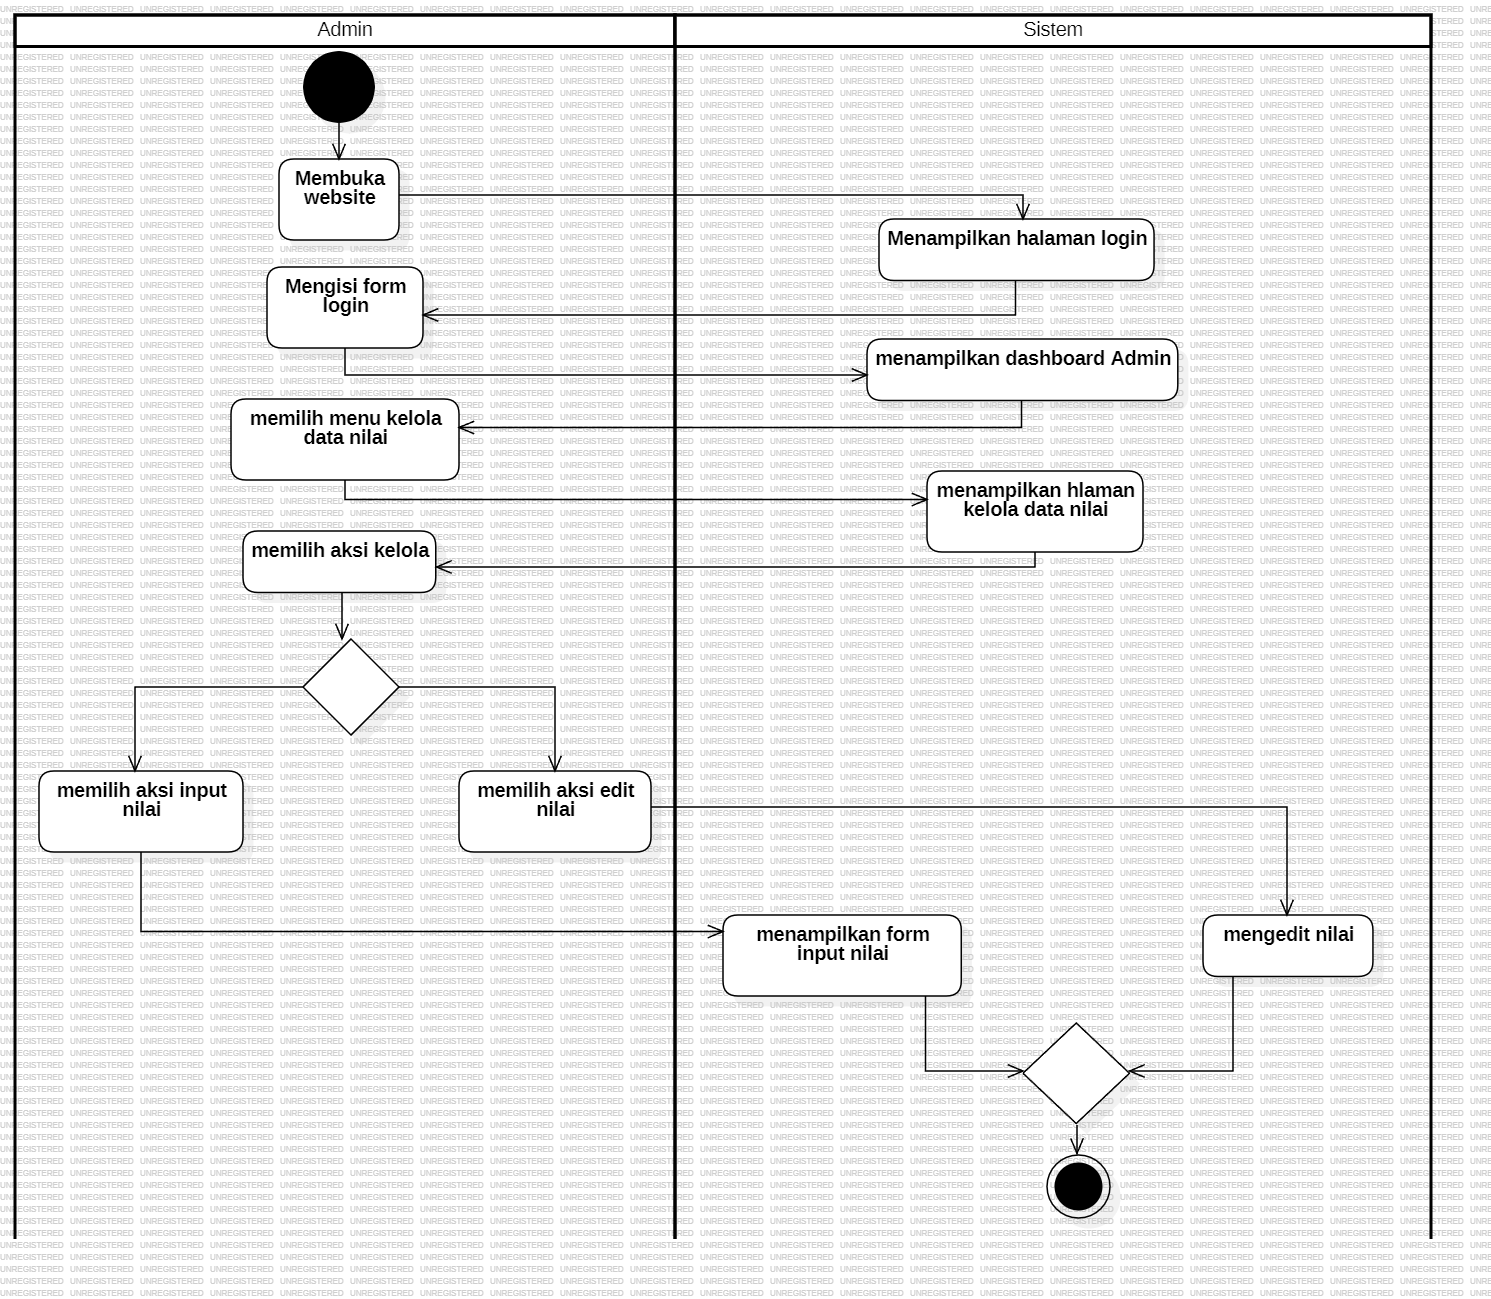 Admin
Sistem
Membuka
website
Menampilkan halaman login
Mengisi form
login
menampilkan dashboard Admin
memilih menu kelola
data nilai
menampilkan hlaman
kelola data nilai
memilih aksi kelola
memilih aksi input
nilai
memilih aksi edit
nilai
menampilkan form
input nilai
mengedit nilai
UNREGISTERED